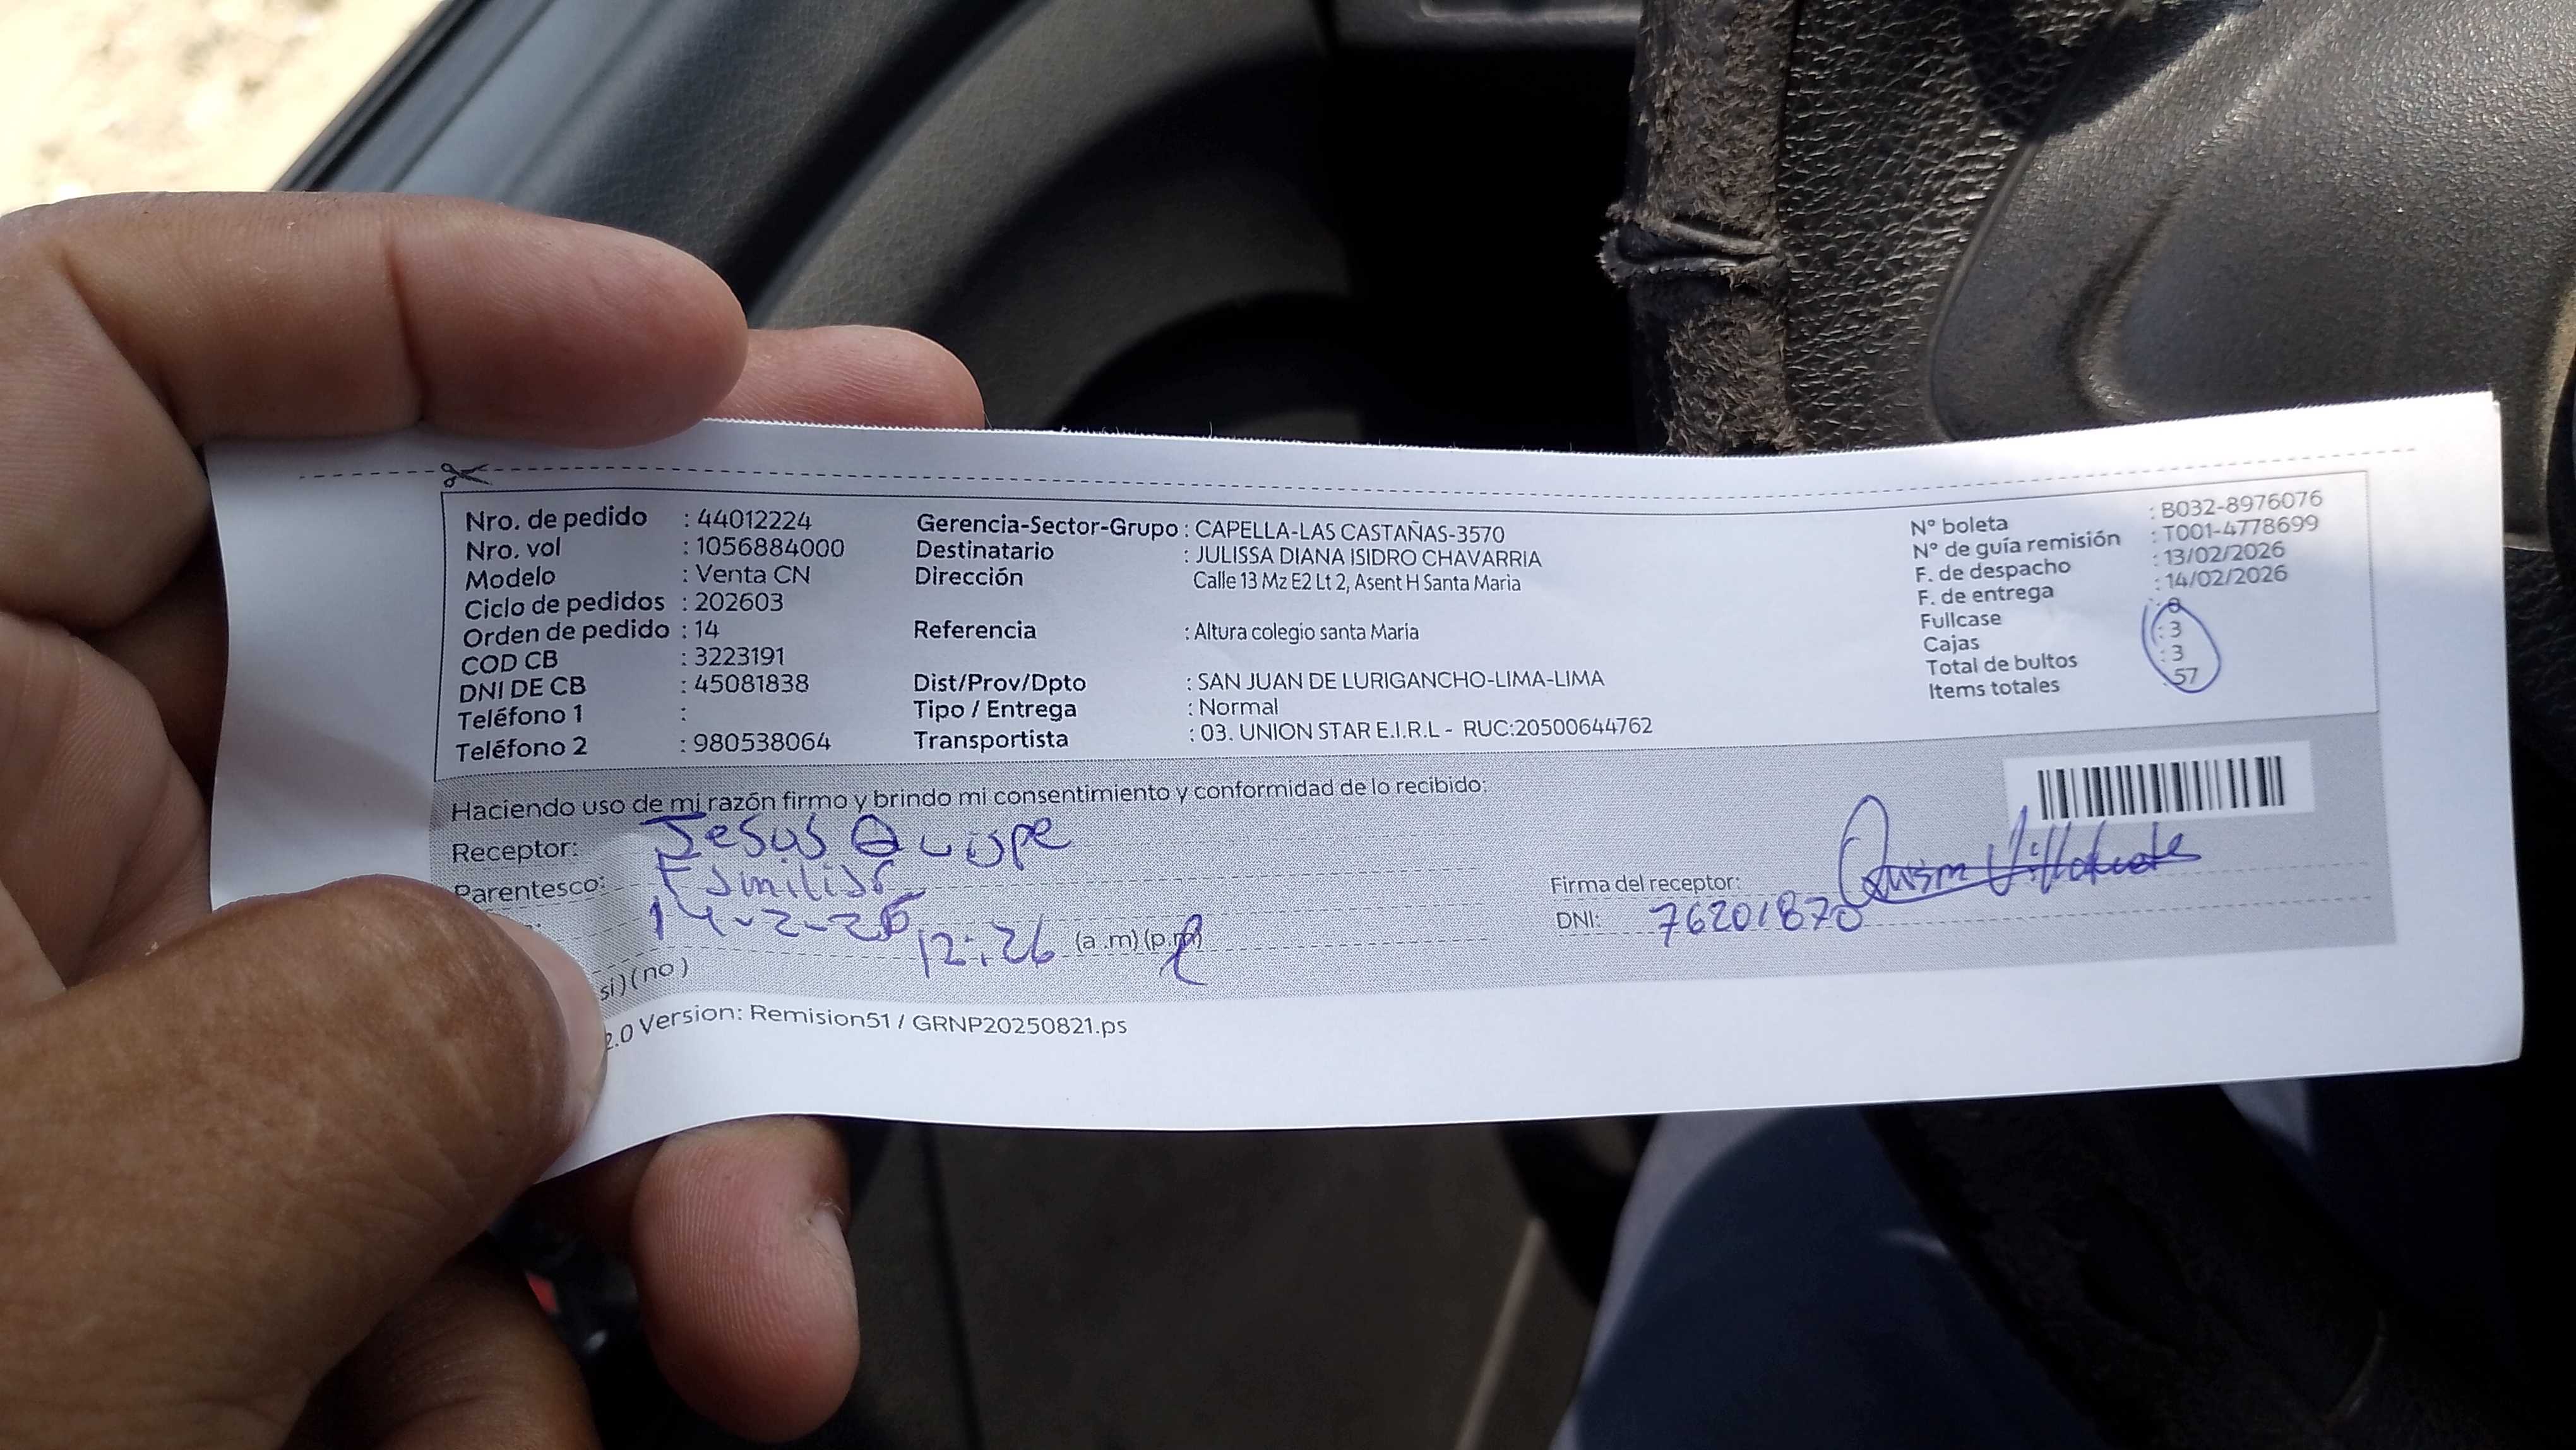 Nro. de pedido : 44012224
Nro. vol : 1056884000
Modelo : Venta CN
Ciclo de pedidos : 202603
Orden de pedido : 14
COD CB : 3223191
DNI DE CB : 45081838
Teléfono 1 :
Teléfono 2 : 980538064
Gerencia-Sector-Grupo : CAPELLA-LAS CASTAÑAS-3570
Destinatario : JULISSA DIANA ISIDRO CHAVARRIA
Dirección Calle 13 Mz E2 Lt 2, Asent H Santa Maria
Referencia : Altura colegio santa María
Dist/Prov/Dpto : SAN JUAN DE LURIGANCHO-LIMA-LIMA
Tipo / Entrega : Normal
Transportista : 03. UNION STAR E.I.R.L - RUC:20500644762
N° boleta : B032-8976076
N° de guía remisión : T001-4778699
F. de despacho : 13/02/2026
F. de entrega : 14/02/2026
Fullcase : 0
Cajas : 3
Total de bultos : 3
Items totales : 57
Haciendo uso de mi razón firmo y brindo mi consentimiento y conformidad de lo recibido:
Receptor: Jesus Quispe
Parentesco: Familiar
14-2-26 12:26 (a.m) (p.m)
si) (no)
Firma del receptor:
DNI: 76201870
2.0 Version: Remision51 / GRNP20250821.ps